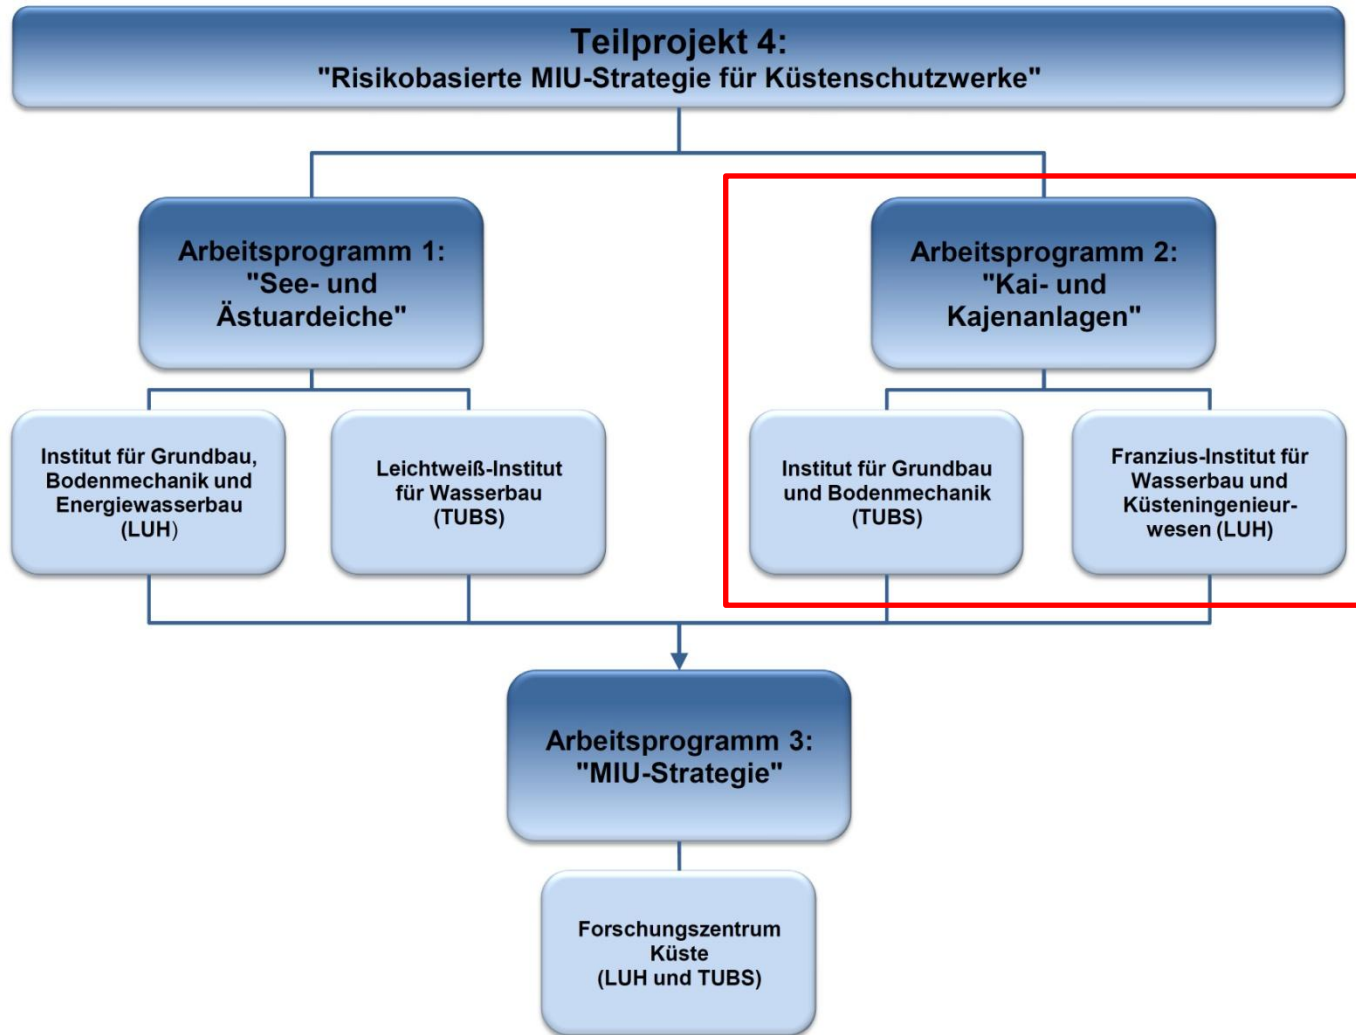 Teilprojekt 4:
"Risikobasierte MIU-Strategie für Küstenschutzwerke"
Arbeitsprogramm 1:
"See- und
Ästuardeiche"
Arbeitsprogramm 2:
"Kai- und
Kajenanlagen"
Institut für Grundbau,
Bodenmechanik und
Energiewasserbau
(LUH)
Leichtweiß-Institut
für Wasserbau
(TUBS)
Institut für Grundbau
und Bodenmechanik
(TUBS)
Franzius-Institut für
Wasserbau und
Küsteningenieur-
wesen (LUH)
Arbeitsprogramm 3:
"MIU-Strategie"
Forschungszentrum
Küste
(LUH und TUBS)